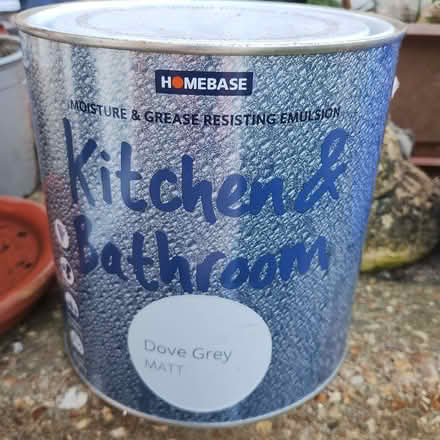 HOMEBASE
MOISTURE & GREASE RESISTING EMULSION
Kitchen &
Bathroom
Dove Grey
MATT